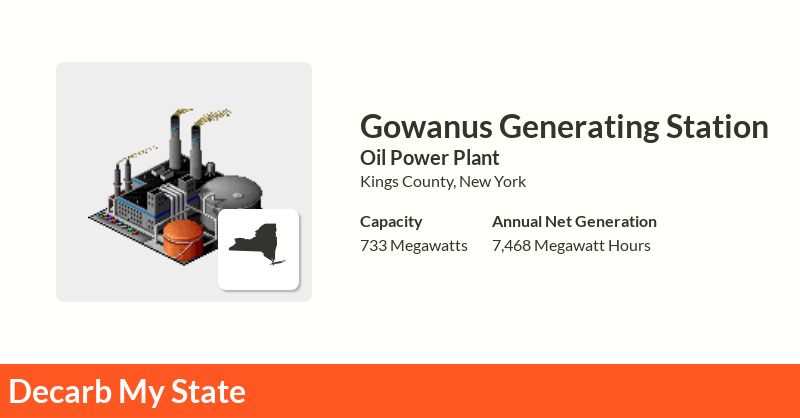 Gowanus Generating Station
Oil Power Plant
Kings County, New York
Capacity
Annual Net Generation
733 Megawatts
7,468 Megawatt Hours
Decarb My State